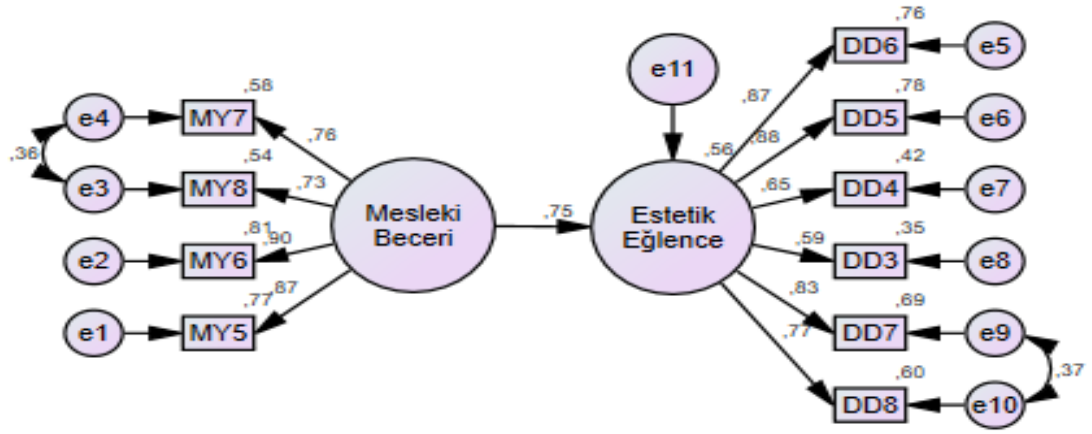 ,76
DD6
e5
e11
,58
,87
,78
e4
MY7
DD5
e6
,76
,88
,36
,54
,56
,42
e3
MY8
,73
,65
DD4
e7
Mesleki
Beceri
,75
Estetik
Eğlence
,81
,90
,59
,35
e2
MY6
DD3
e8
,77
,87
,83
,69
e1
MY5
,77
DD7
e9
,60
,37
DD8
e10